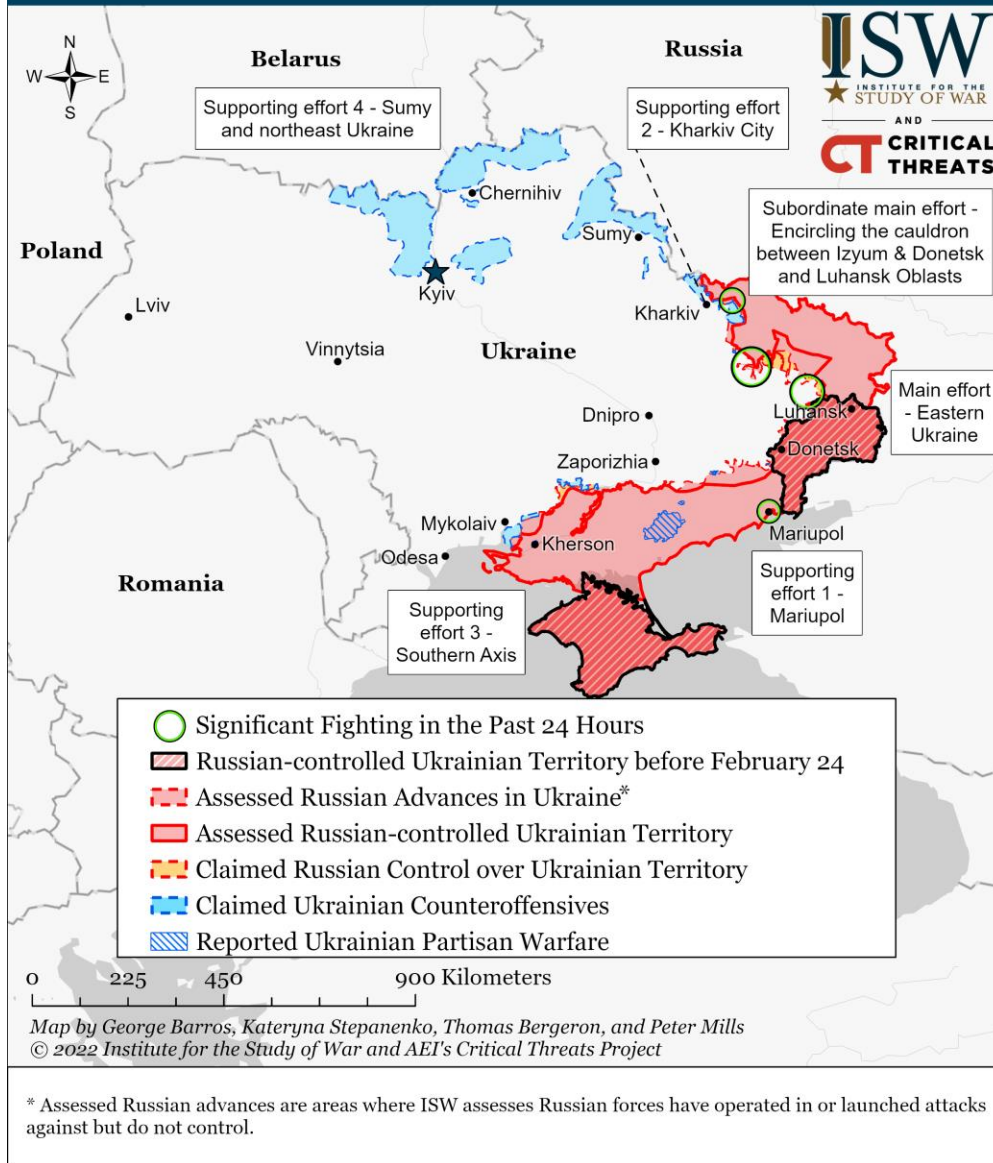 N
W E
S
Belarus
Russia
ISW
INSTITUTE FOR THE
STUDY OF WAR
AND
CT CRITICAL
THREATS
Supporting effort 4 - Sumy
and northeast Ukraine
Supporting effort
2 - Kharkiv City
Chernihiv
Subordinate main effort -
Encircling the cauldron
between Izyum & Donetsk
and Luhansk Oblasts
Poland
Sumy
Kyiv
Lviv
Kharkiv
Vinnytsia
Ukraine
Main effort
- Eastern
Ukraine
Dnipro
Luhansk
Donetsk
Zaporizhia
Mykolaiv
Mariupol
Odesa
Kherson
Romania
Supporting
effort 1 -
Mariupol
Supporting
effort 3 -
Southern Axis
Significant Fighting in the Past 24 Hours
Russian-controlled Ukrainian Territory before February 24
Assessed Russian Advances in Ukraine*
Assessed Russian-controlled Ukrainian Territory
Claimed Russian Control over Ukrainian Territory
Claimed Ukrainian Counteroffensives
Reported Ukrainian Partisan Warfare
0 225 450 900 Kilometers
Map by George Barros, Kateryna Stepanenko, Thomas Bergeron, and Peter Mills
© 2022 Institute for the Study of War and AEI's Critical Threats Project
* Assessed Russian advances are areas where ISW assesses Russian forces have operated in or launched attacks
against but do not control.